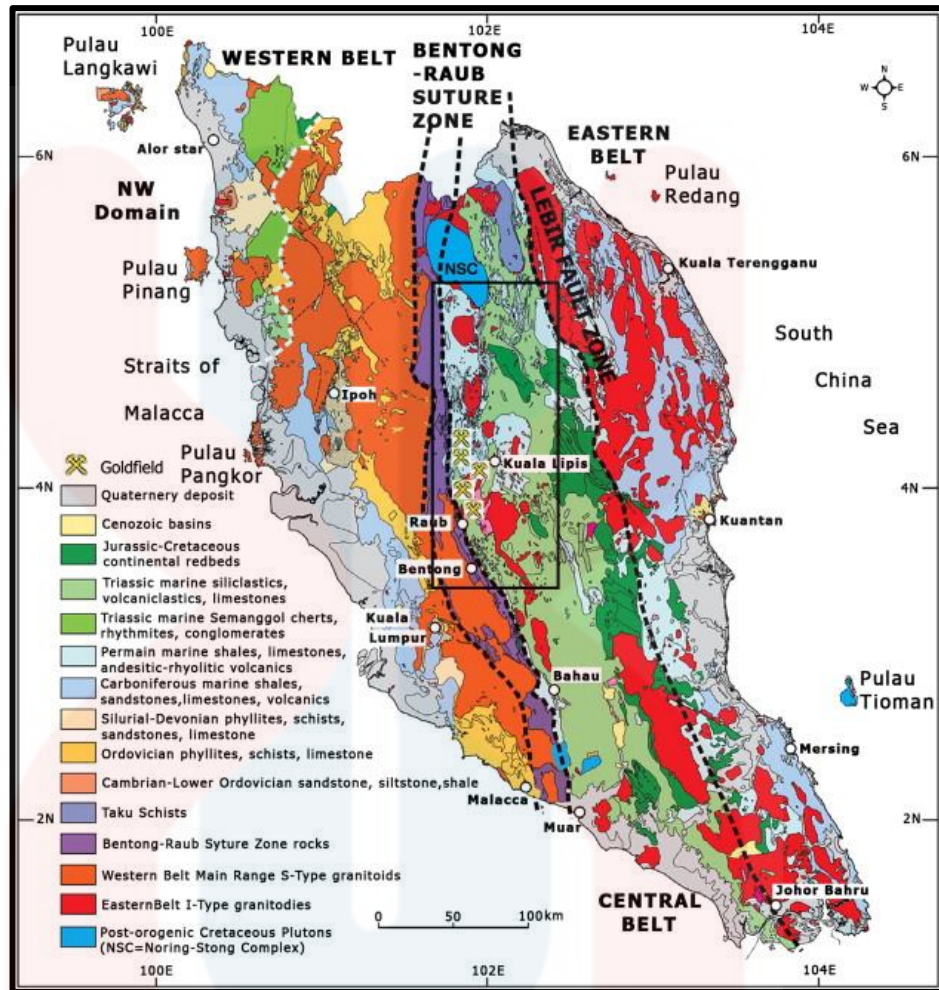 100E
102E
104E
Pulau
Langkawi
WESTERN BELT
BENTONG
-RAUB
SUTURE
ZONE
N
W
E
S
6N
6N
Alor star
EASTERN
BELT
Pulau
Redang
NW
Domain
LEBIR FAULT ZONE
NSC
Kuala Terengganu
Pulau
Pinang
South
China
Sea
Straits of
Malacca
Ipoh
Pulau
Pangkor
Kuala Lipis
4N
4N
Raub
Kuantan
Bentong
Kuala
Lumpur
Bahau
Pulau
Tioman
Mersing
Malacca
Muar
2N
2N
CENTRAL
BELT
Johor Bahru
Goldfield
Quaternery deposit
Cenozoic basins
Jurassic-Cretaceous
continental redbeds
Triassic marine siliclastics,
volcaniclastics, limestones
Triassic marine Semanggol cherts,
rhythmites, conglomerates
Permain marine shales, limestones,
andesitic-rhyolitic volcanics
Carboniferous marine shales,
sandstones,limestones, volcanics
Silurial-Devonian phyllites, schists,
sandstones, limestone
Ordovician phyllites, schists, limestone
Cambrian-Lower Ordovician sandstone, siltstone,shale
Taku Schists
Bentong-Raub Syture Zone rocks
Western Belt Main Range S-Type granitoids
EasternBelt I-Type granitodies
Post-orogenic Cretaceous Plutons
(NSC=Noring-Stong Complex)
0 50 100 km
100E
102E
104E